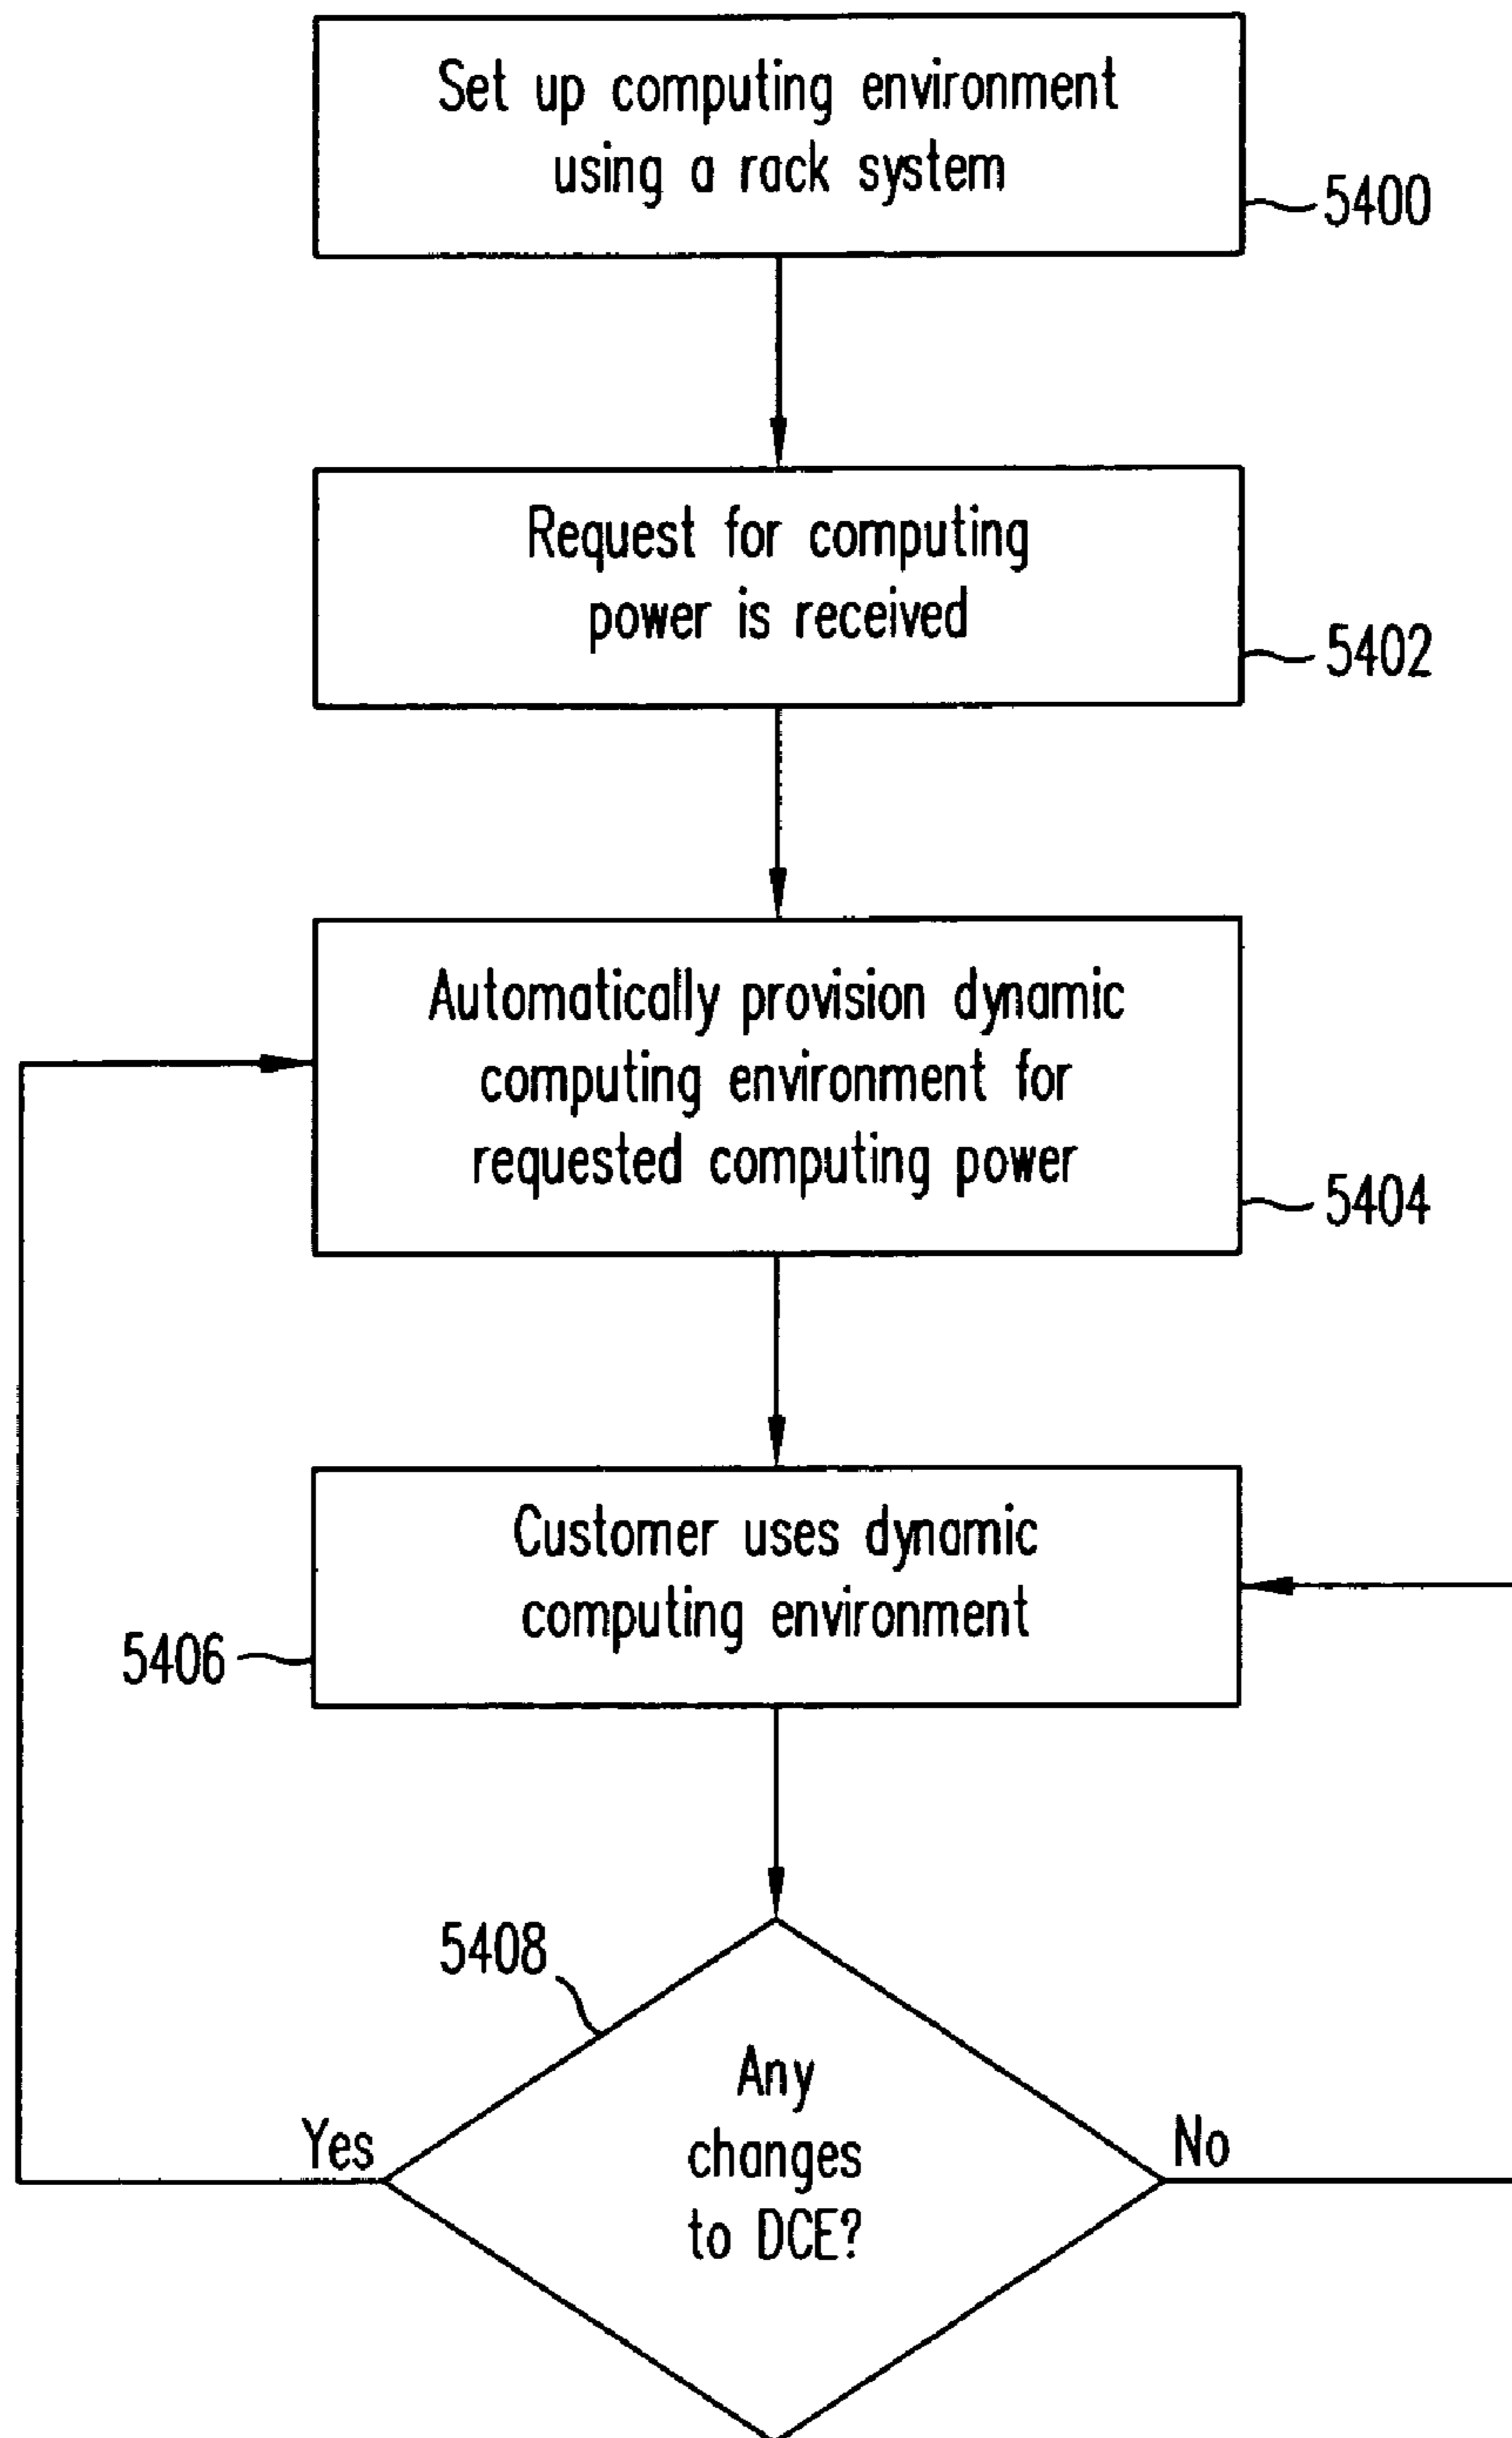 Set up computing environment
using a rack system
5400
Request for computing
power is received
5402
Automatically provision dynamic
computing environment for
requested computing power
5404
Customer uses dynamic
computing environment
5406
5408
Any
changes
to DCE?
Yes
No